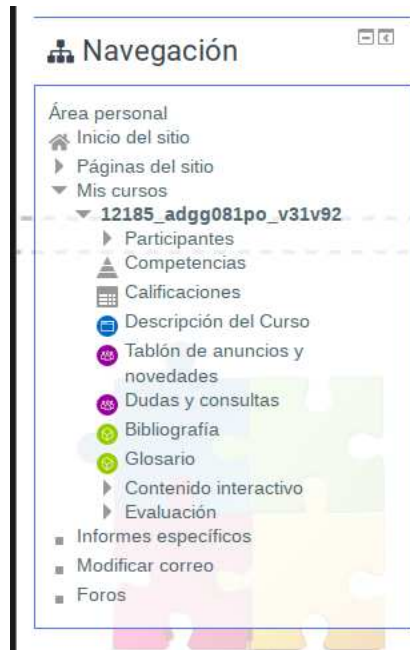 Navegación
Área personal
Inicio del sitio
Páginas del sitio
Mis cursos
12185_adgg081po_v31v92
Participantes
Competencias
Calificaciones
Descripción del Curso
Tablón de anuncios y
novedades
Dudas y consultas
Bibliografía
Glosario
Contenido interactivo
Evaluación
Informes específicos
Modificar correo
Foros